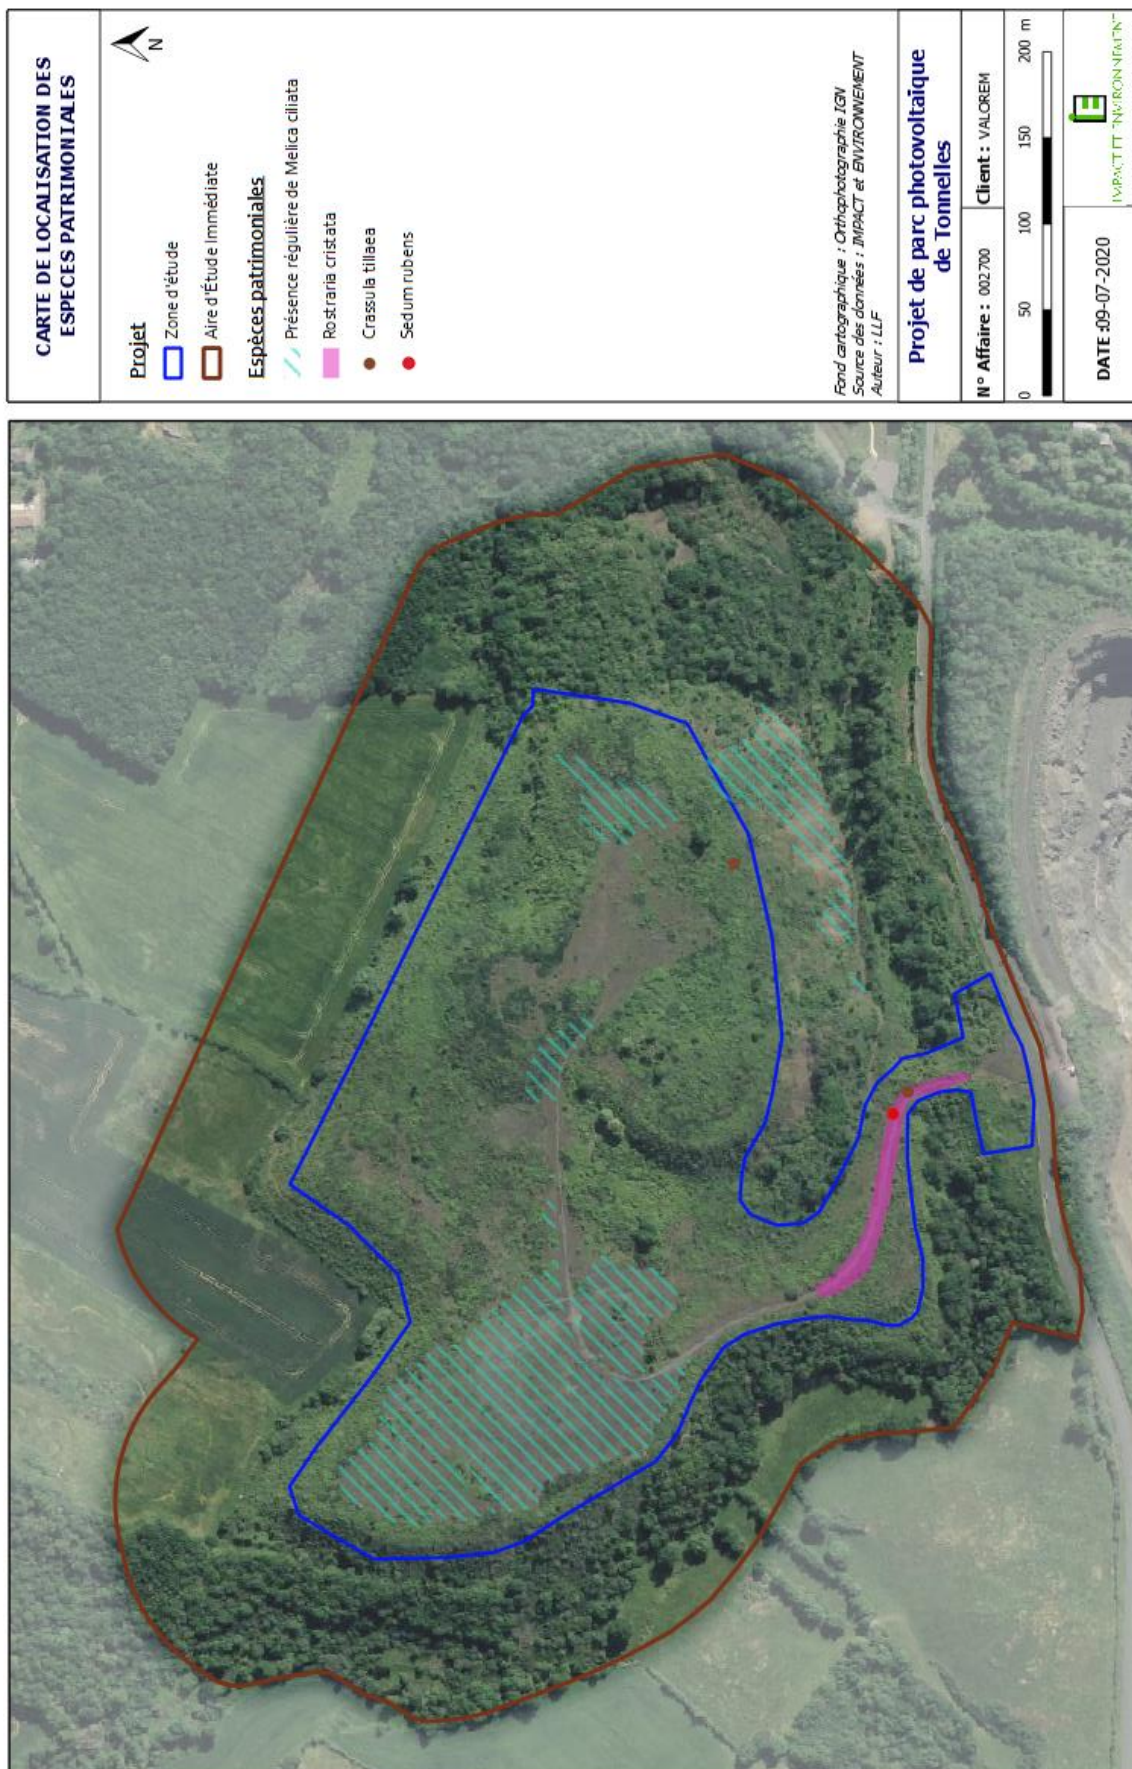 CARTE DE LOCALISATION DES
ESPECES PATRIMONIALES
N
Projet
Zone d'étude
Aire d'Étude Immédiate
Espèces patrimoniales
Présence régulière de Melica ciliata
Rostraria cristata
Crassula tillaea
Sedum rubens
Fond cartographique : Orthophotographie IGN
Source des données : IMPACT et ENVIRONNEMENT
Auteur : LLF
Projet de parc photovoltaïque
de Tonnelles
N° Affaire : 002700
Client : VALOREM
0 50 100 150 200 m
DATE :09-07-2020
iE
IMPACT ET ENVIRONNEMENT